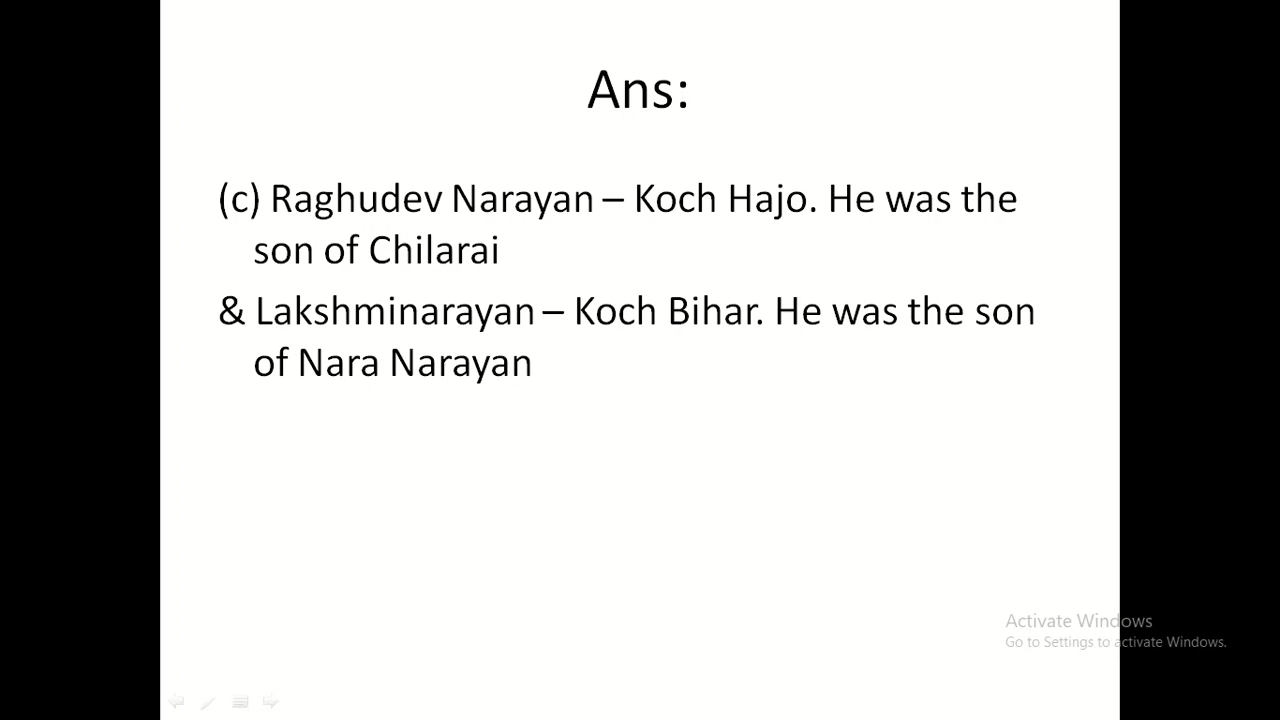 Ans:
(c) Raghudev Narayan – Koch Hajo. He was the
son of Chilarai
& Lakshminarayan – Koch Bihar. He was the son
of Nara Narayan
Activate Windows
Go to Settings to activate Windows.